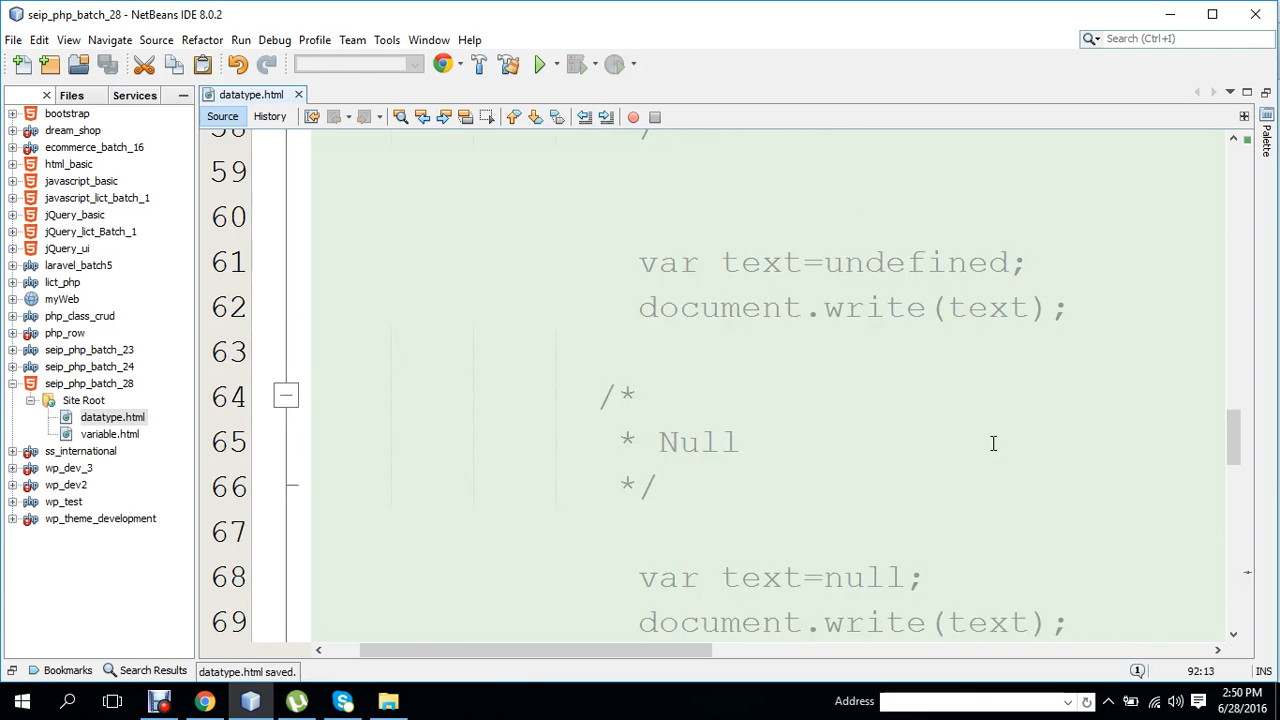 seip_php_batch_28 - NetBeans IDE 8.0.2
File Edit View Navigate Source Refactor Run Debug Profile Team Tools Window Help
Search (Ctrl+I)
Files Services
datatype.html
Source History
Palette
bootstrap
dream_shop
ecommerce_batch_16
html_basic
javascript_basic
javascript_lict_batch_1
jQuery_basic
jQuery_lict_Batch_1
jQuery_ui
laravel_batch5
lict_php
myWeb
php_class_crud
php_row
seip_php_batch_23
seip_php_batch_24
seip_php_batch_28
Site Root
datatype.html
variable.html
ss_international
wp_dev_3
wp_dev2
wp_test
wp_theme_development
58 */
59
60
61 var text=undefined;
62 document.write(text);
63
64 /*
65 * Null
66 */
67
68 var text=null;
69 document.write(text);
Bookmarks Search Results
datatype.html saved.
1
92:13 INS
Address
2:50 PM
6/28/2016